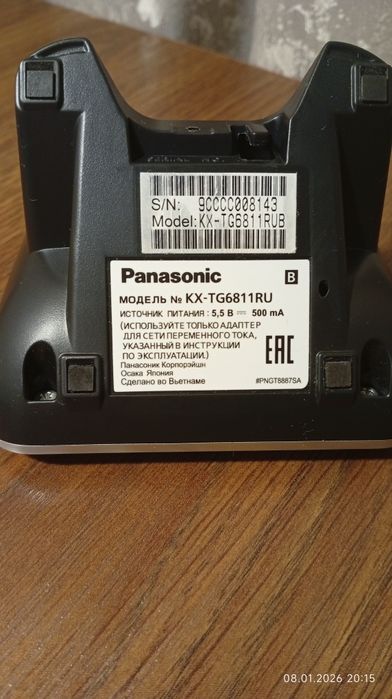 S/N: 9CCCC008143
Model:KX-TG6811RUB
Panasonic
B
МОДЕЛЬ № KX-TG6811RU
ИСТОЧНИК ПИТАНИЯ : 5,5 В ⎓ 500 mA
(ИСПОЛЬЗУЙТЕ ТОЛЬКО АДАПТЕР
ДЛЯ СЕТИ ПЕРЕМЕННОГО ТОКА,
УКАЗАННЫЙ В ИНСТРУКЦИИ
ПО ЭКСПЛУАТАЦИИ.)
EAC
Панасоник Корпорэйшн
Осака Япония
Сделано во Вьетнаме
#PNGT8887SA
08.01.2026 20:15